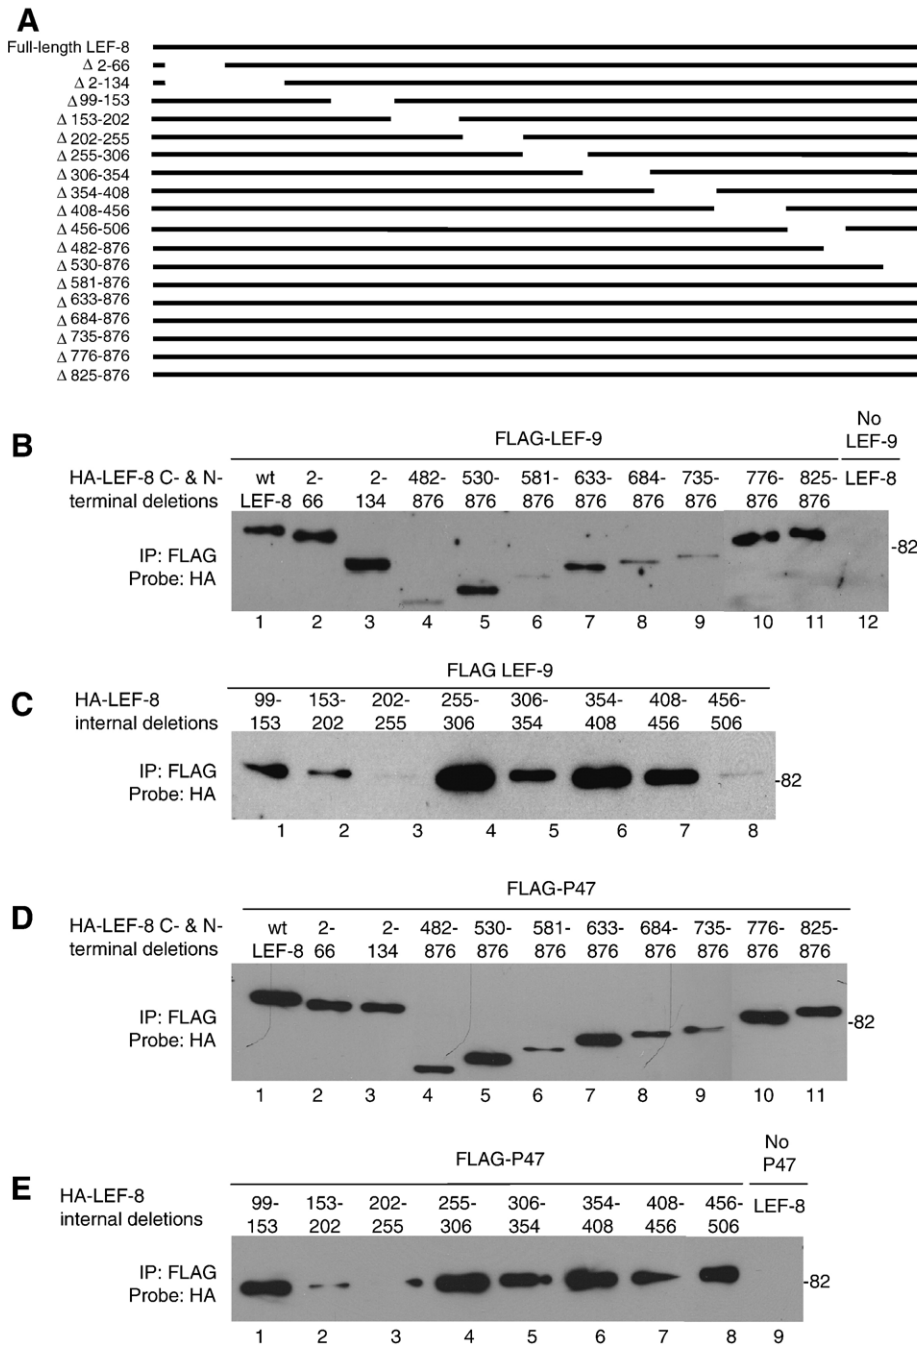 A
Full-length LEF-8
Δ 2-66
Δ 2-134
Δ 99-153
Δ 153-202
Δ 202-255
Δ 255-306
Δ 306-354
Δ 354-408
Δ 408-456
Δ 456-506
Δ 482-876
Δ 530-876
Δ 581-876
Δ 633-876
Δ 684-876
Δ 735-876
Δ 776-876
Δ 825-876
B
FLAG-LEF-9
No
LEF-9
HA-LEF-8 C- & N-
terminal deletions
wt 2- 2- 482- 530- 581- 633- 684- 735- 776- 825- LEF-8
LEF-8 66 134 876 876 876 876 876 876 876 876
IP: FLAG
Probe: HA
-82
1 2 3 4 5 6 7 8 9 10 11 12
C
FLAG LEF-9
HA-LEF-8
internal deletions
99- 153- 202- 255- 306- 354- 408- 456-
153 202 255 306 354 408 456 506
IP: FLAG
Probe: HA
-82
1 2 3 4 5 6 7 8
D
FLAG-P47
HA-LEF-8 C- & N-
terminal deletions
wt 2- 2- 482- 530- 581- 633- 684- 735- 776- 825-
LEF-8 66 134 876 876 876 876 876 876 876 876
IP: FLAG
Probe: HA
-82
1 2 3 4 5 6 7 8 9 10 11
E
FLAG-P47
No
P47
HA-LEF-8
internal deletions
99- 153- 202- 255- 306- 354- 408- 456- LEF-8
153 202 255 306 354 408 456 506
IP: FLAG
Probe: HA
-82
1 2 3 4 5 6 7 8 9